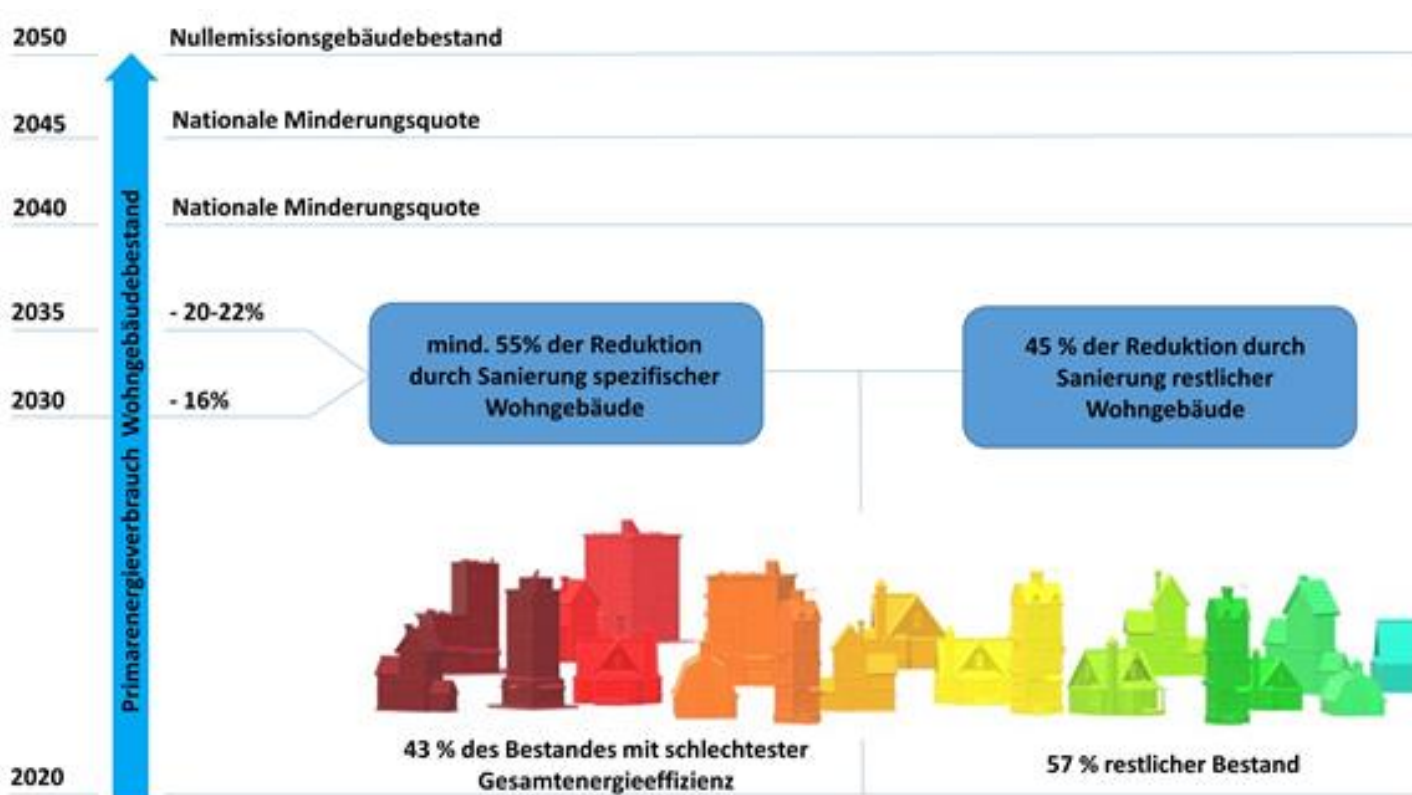 2050
Nullemissionsgebäudebestand
2045
Nationale Minderungsquote
2040
Nationale Minderungsquote
2035
- 20-22%
2030
- 16%
mind. 55% der Reduktion
durch Sanierung spezifischer
Wohngebäude
45 % der Reduktion durch
Sanierung restlicher
Wohngebäude
Primarenergieverbrauch Wohngebäudebestand
43 % des Bestandes mit schlechtester
Gesamtenergieeffizienz
57 % restlicher Bestand
2020